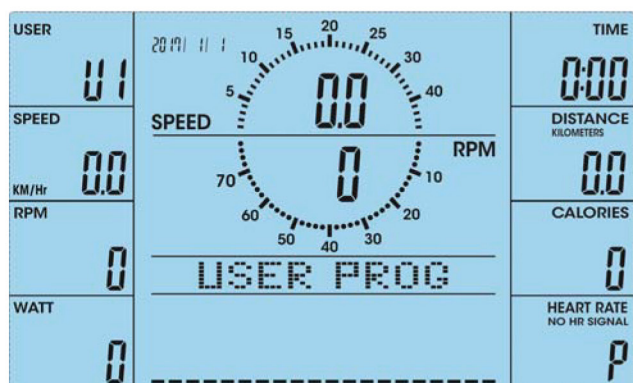 USER
U 1
SPEED
KM/Hr 0.0
RPM
0
WATT
0
2017/ 1/ 1
5 10 15 20 25 30 40
SPEED 0.0
0 RPM
70 60 50 40 30 20 10
USER PROG
TIME
0:00
DISTANCE
KILOMETERS
0.0
CALORIES
0
HEART RATE
NO HR SIGNAL
P